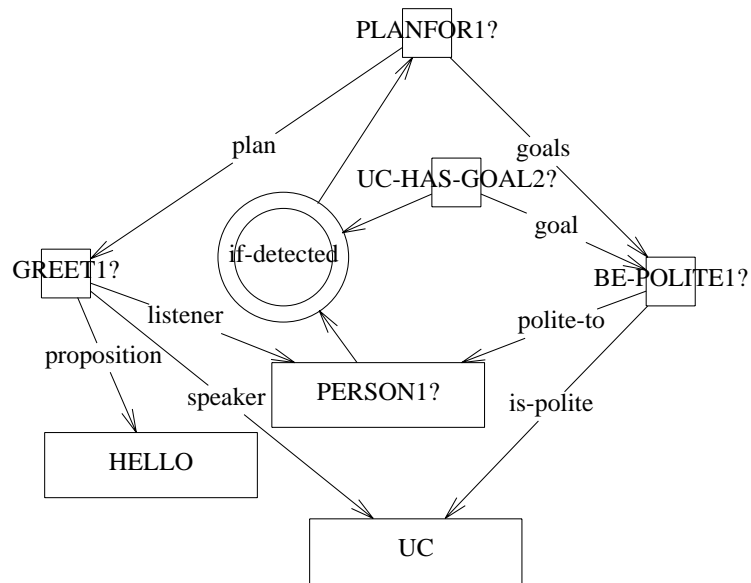 PLANFOR1?
plan
goals
UC-HAS-GOAL2?
goal
if-detected
GREET1?
BE-POLITE1?
listener
polite-to
proposition
speaker
PERSON1?
is-polite
HELLO
UC